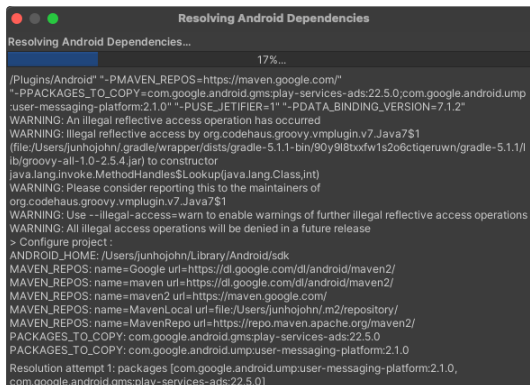 Resolving Android Dependencies
Resolving Android Dependencies...
17%...
/Plugins/Android" "-PMAVEN_REPOS=https://maven.google.com/"
"-PPACKAGES_TO_COPY=com.google.android.gms:play-services-ads:22.5.0;com.google.android.ump
:user-messaging-platform:2.1.0" "-PUSE_JETIFIER=1" "-PDATA_BINDING_VERSION=7.1.2"
WARNING: An illegal reflective access operation has occurred
WARNING: Illegal reflective access by org.codehaus.groovy.vmplugin.v7.Java7$1
(file:/Users/junhojohn/.gradle/wrapper/dists/gradle-5.1.1-bin/90y9l8txxfw1s2o6ctiqeruwn/gradle-5.1.1/l
ib/groovy-all-1.0-2.5.4.jar) to constructor
java.lang.invoke.MethodHandles$Lookup(java.lang.Class,int)
WARNING: Please consider reporting this to the maintainers of
org.codehaus.groovy.vmplugin.v7.Java7$1
WARNING: Use --illegal-access=warn to enable warnings of further illegal reflective access operations
WARNING: All illegal access operations will be denied in a future release
> Configure project :
ANDROID_HOME: /Users/junhojohn/Library/Android/sdk
MAVEN_REPOS: name=Google url=https://dl.google.com/dl/android/maven2/
MAVEN_REPOS: name=maven url=https://dl.google.com/dl/android/maven2/
MAVEN_REPOS: name=maven2 url=https://maven.google.com/
MAVEN_REPOS: name=MavenLocal url=file:/Users/junhojohn/.m2/repository/
MAVEN_REPOS: name=MavenRepo url=https://repo.maven.apache.org/maven2/
PACKAGES_TO_COPY: com.google.android.gms:play-services-ads:22.5.0
PACKAGES_TO_COPY: com.google.android.ump:user-messaging-platform:2.1.0
Resolution attempt 1: packages [com.google.android.ump:user-messaging-platform:2.1.0,
com.google.android.gms:play-services-ads:22.5.0]